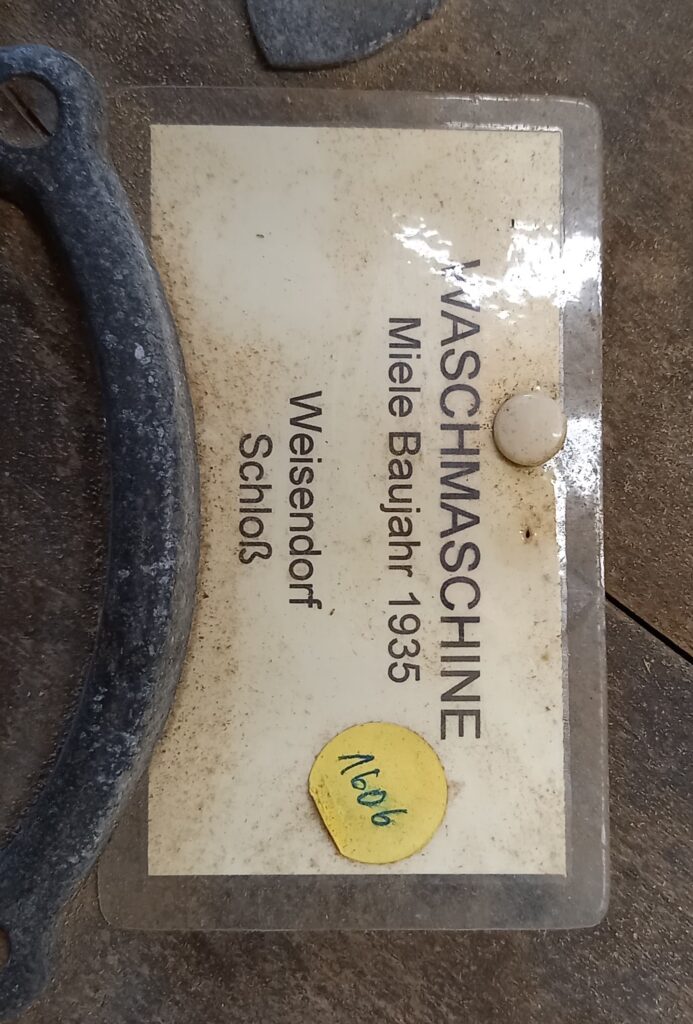 WASCHMASCHINE
Miele Baujahr 1935
Weisendorf
Schloß
1606